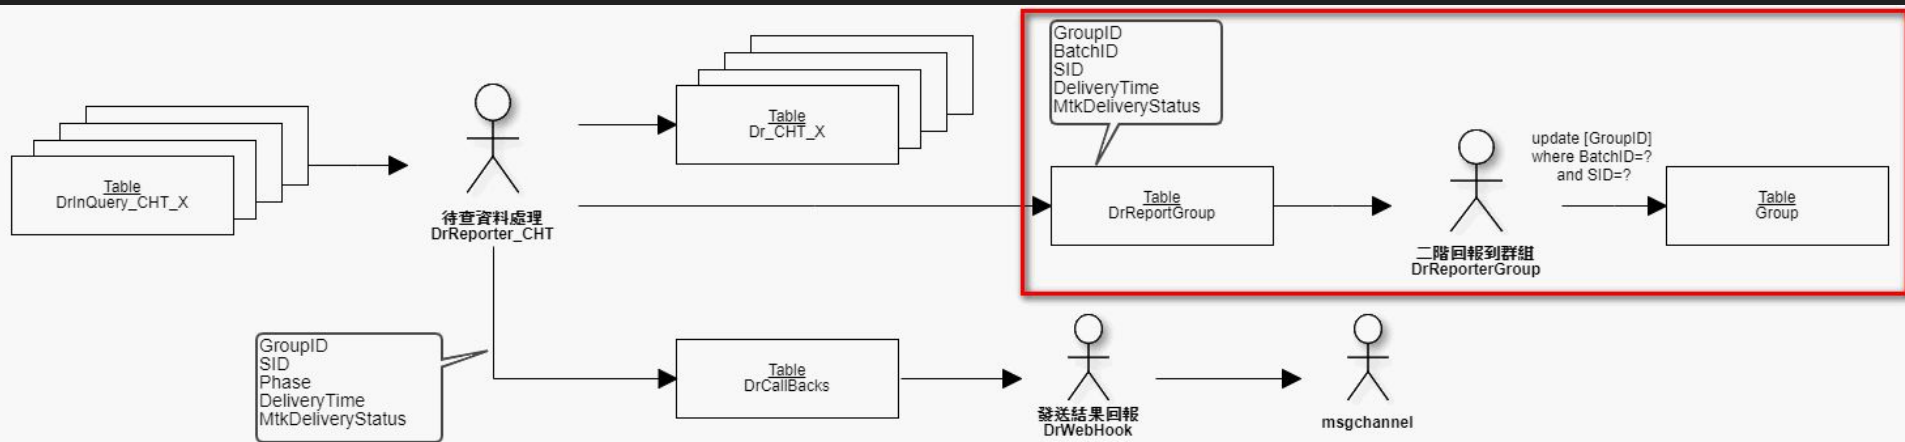 Table
DrInQuery_CHT_X
待查資料處理
DrReporter_CHT
Table
Dr_CHT_X
GroupID
BatchID
SID
DeliveryTime
MtkDeliveryStatus
Table
DrReportGroup
二階回報到群組
DrReporterGroup
update [GroupID]
where BatchID=?
and SID=?
Table
Group
GroupID
SID
Phase
DeliveryTime
MtkDeliveryStatus
Table
DrCallBacks
發送結果回報
DrWebHook
msgchannel